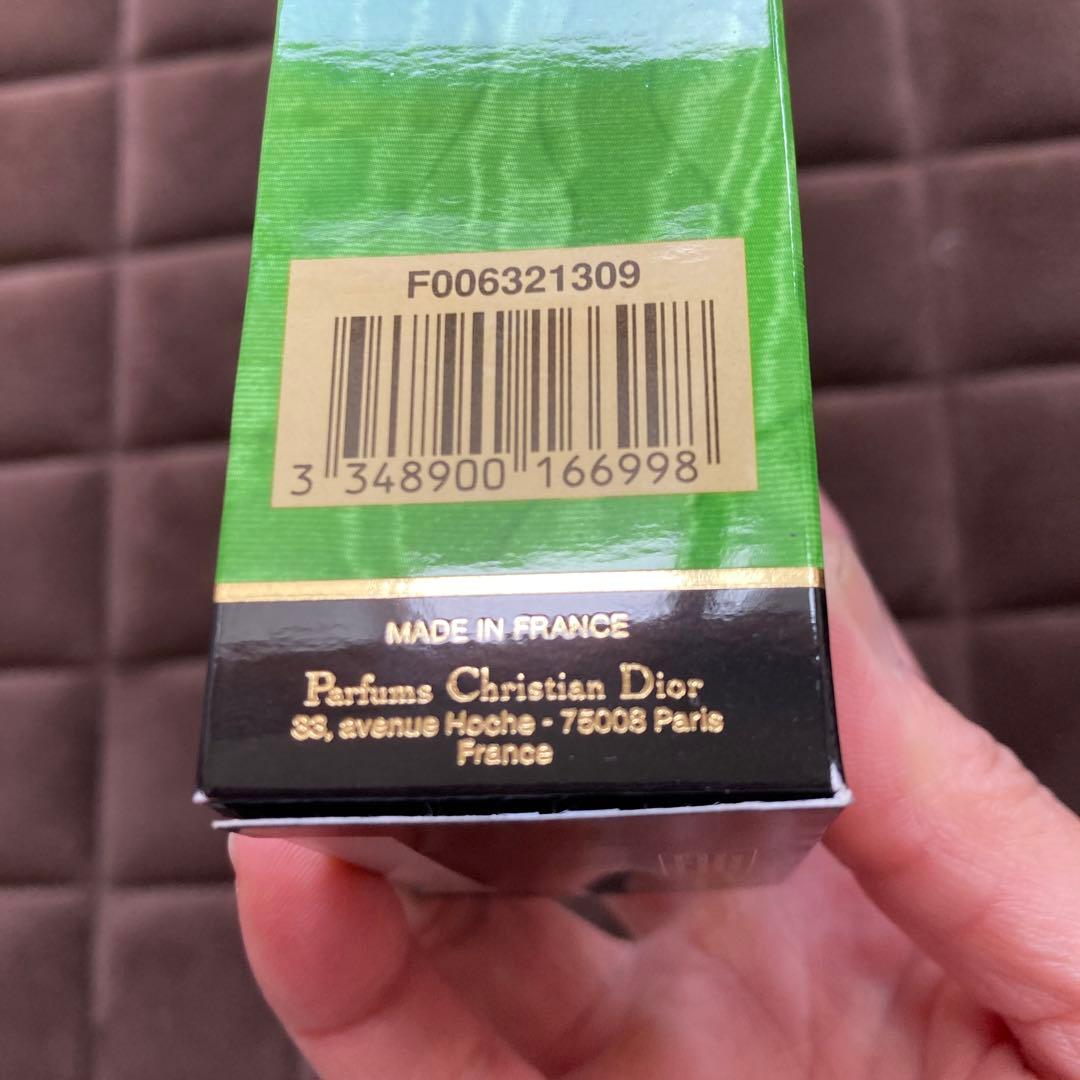 F006321309
3 348900 166998
MADE IN FRANCE
Parfums Christian Dior
33, avenue Hoche - 75008 Paris
France